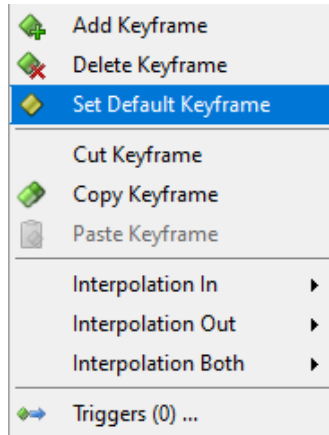 Add Keyframe
Delete Keyframe
Set Default Keyframe
Cut Keyframe
Copy Keyframe
Paste Keyframe
Interpolation In
Interpolation Out
Interpolation Both
Triggers (0) ...